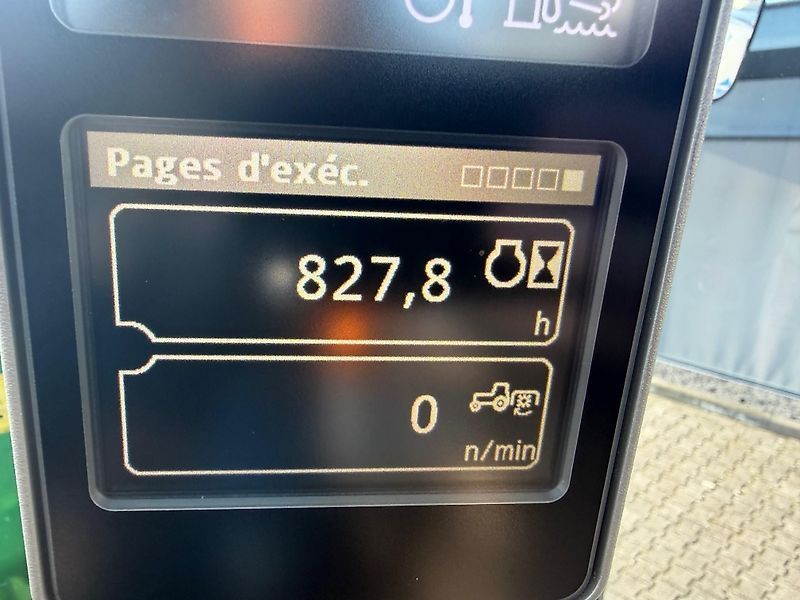 Pages d'exéc.
827,8
h
0
n/min